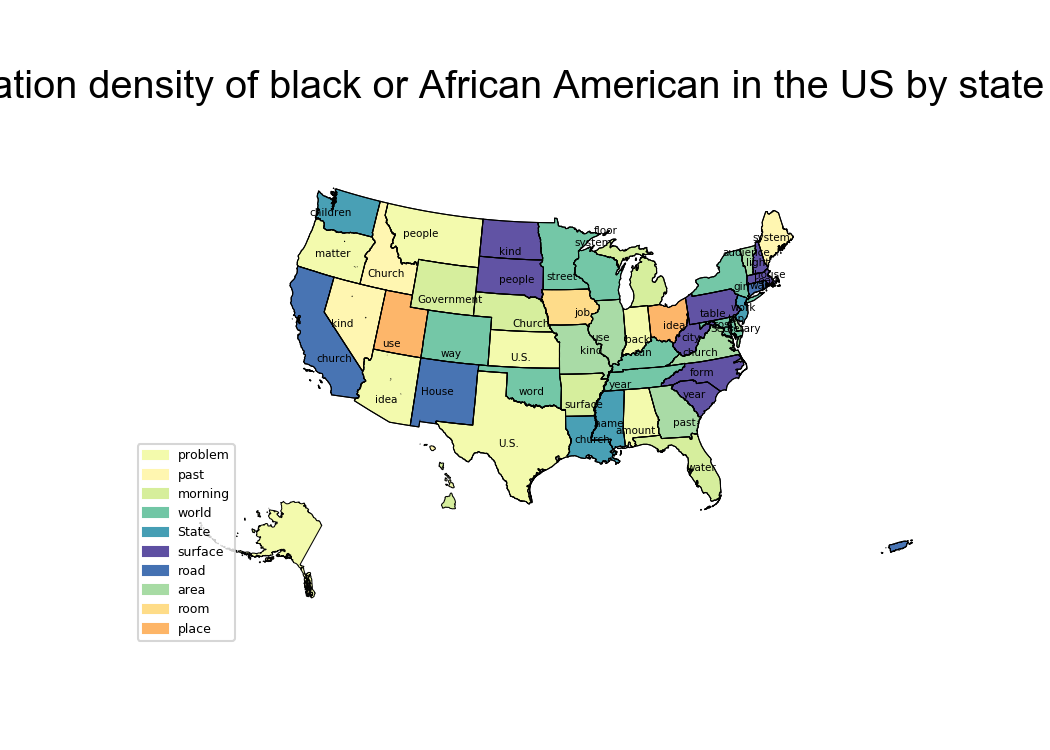 ation density of black or African American in the US by state
children
people
floor
system
system
matter
kind
audience
light
Church
people
street
house
Government
girl
work
kind
Church
job
table
idea
city
secretary
church
use
way
kind
use
back
can
church
U.S.
idea
House
word
year
form
year
surface
name
amount
past
U.S.
church
water
problem
past
morning
world
State
surface
road
area
room
place